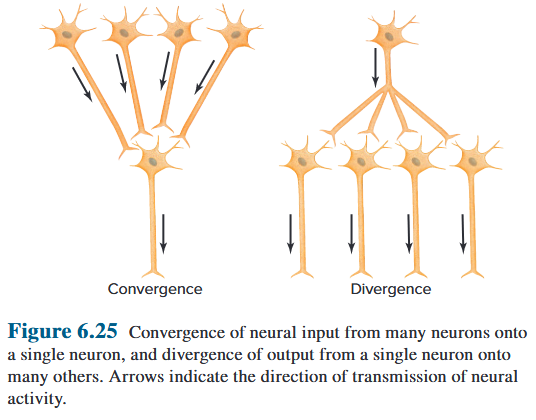 Convergence
Divergence
Figure 6.25 Convergence of neural input from many neurons onto
a single neuron, and divergence of output from a single neuron onto
many others. Arrows indicate the direction of transmission of neural
activity.